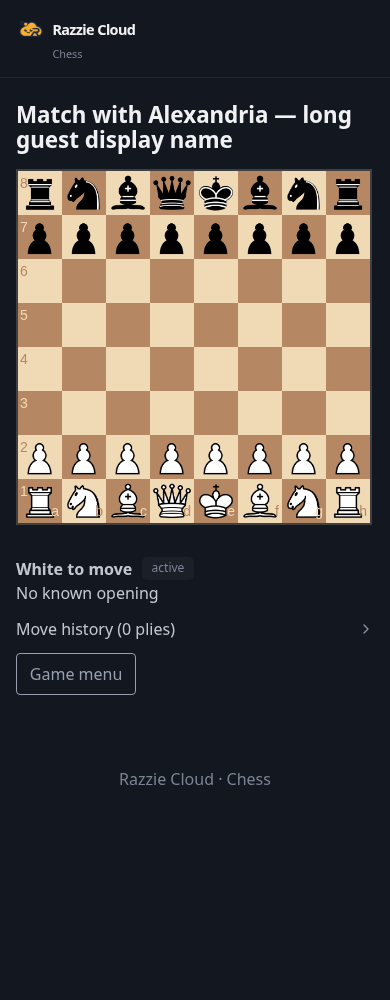 Razzie Cloud
Chess
Match with Alexandria — long
guest display name
8
7
6
5
4
3
2
1
a b c d e f g h
White to move active
No known opening
Move history (0 plies)
Game menu
Razzie Cloud · Chess